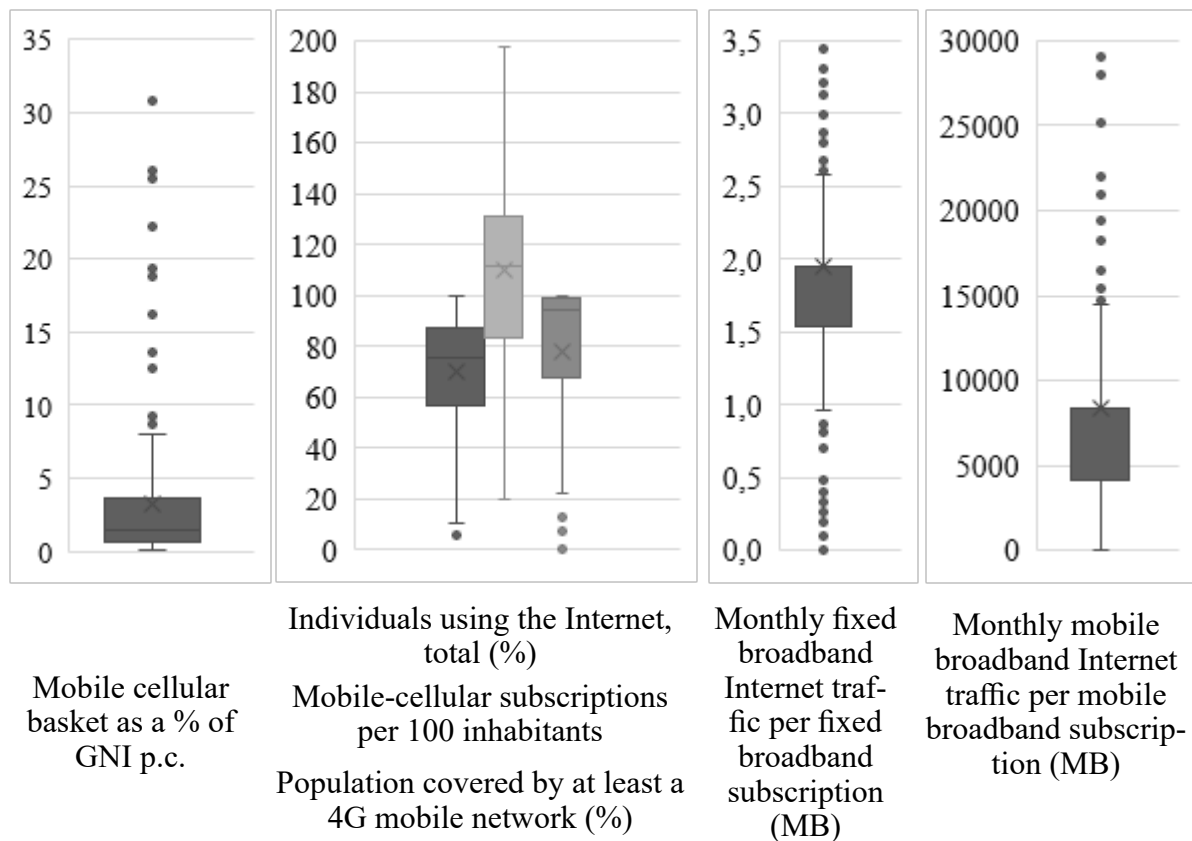 35
30
25
20
15
10
5
0
200
180
160
140
120
100
80
60
40
20
0
3,5
3,0
2,5
2,0
1,5
1,0
0,5
0,0
30000
25000
20000
15000
10000
5000
0
Mobile cellular
basket as a % of
GNI p.c.
Individuals using the Internet,
total (%)
Mobile-cellular subscriptions
per 100 inhabitants
Population covered by at least a
4G mobile network (%)
Monthly fixed
broadband
Internet traf-
fic per fixed
broadband
subscription
(MB)
Monthly mobile
broadband Internet
traffic per mobile
broadband subscrip-
tion (MB)